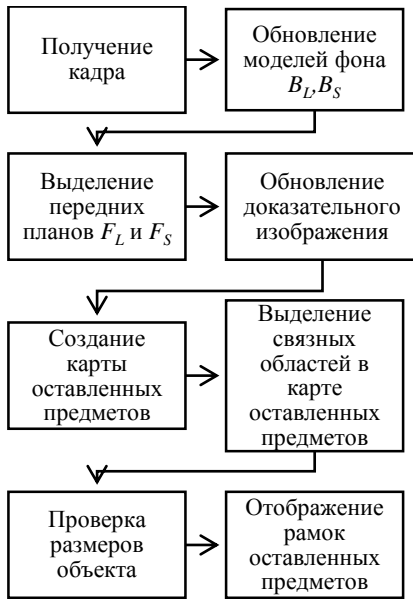 Получение
кадра
Обновление
моделей фона
B_L, B_S
Выделение
передних
планов F_L и F_S
Обновление
доказательного
изображения
Создание
карты
оставленных
предметов
Выделение
связных
областей в
карте
оставленных
предметов
Проверка
размеров
объекта
Отображение
рамок
оставленных
предметов